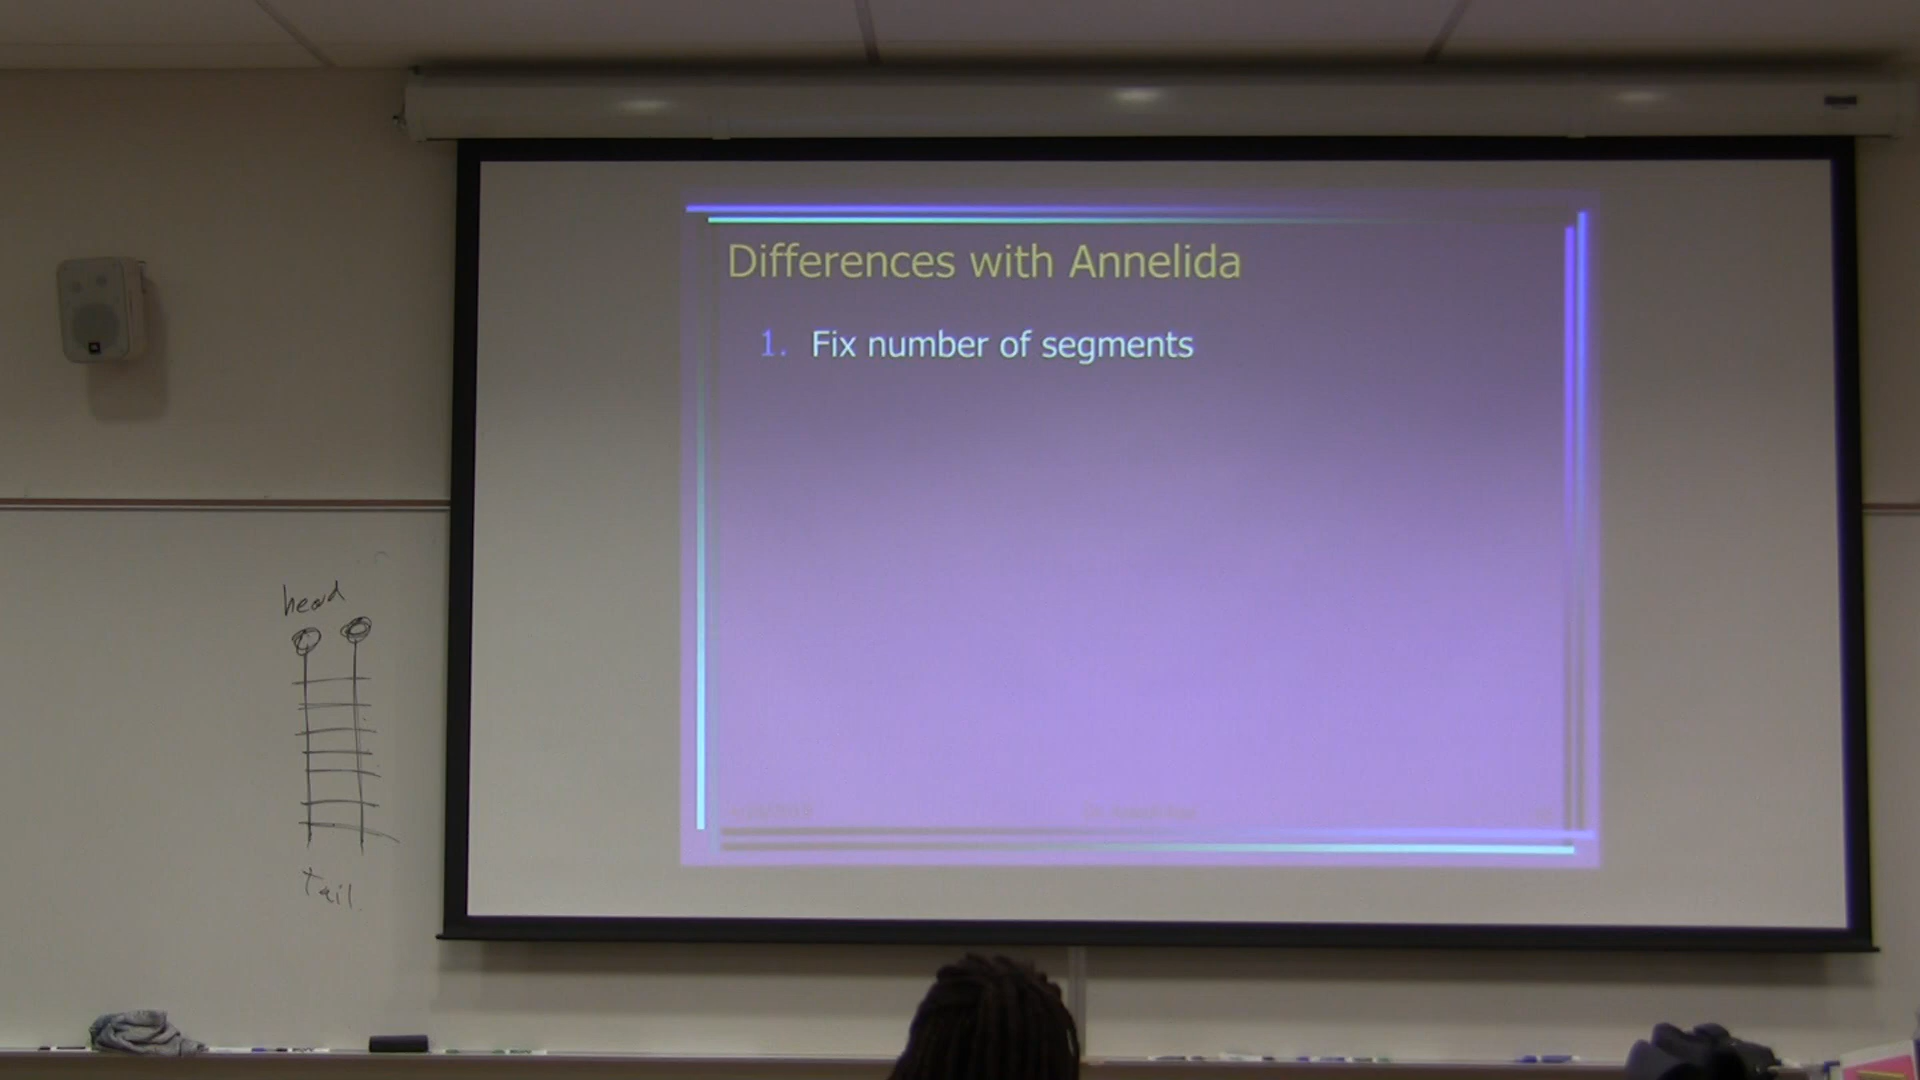 Differences with Annelida
1. Fix number of segments
head
tail